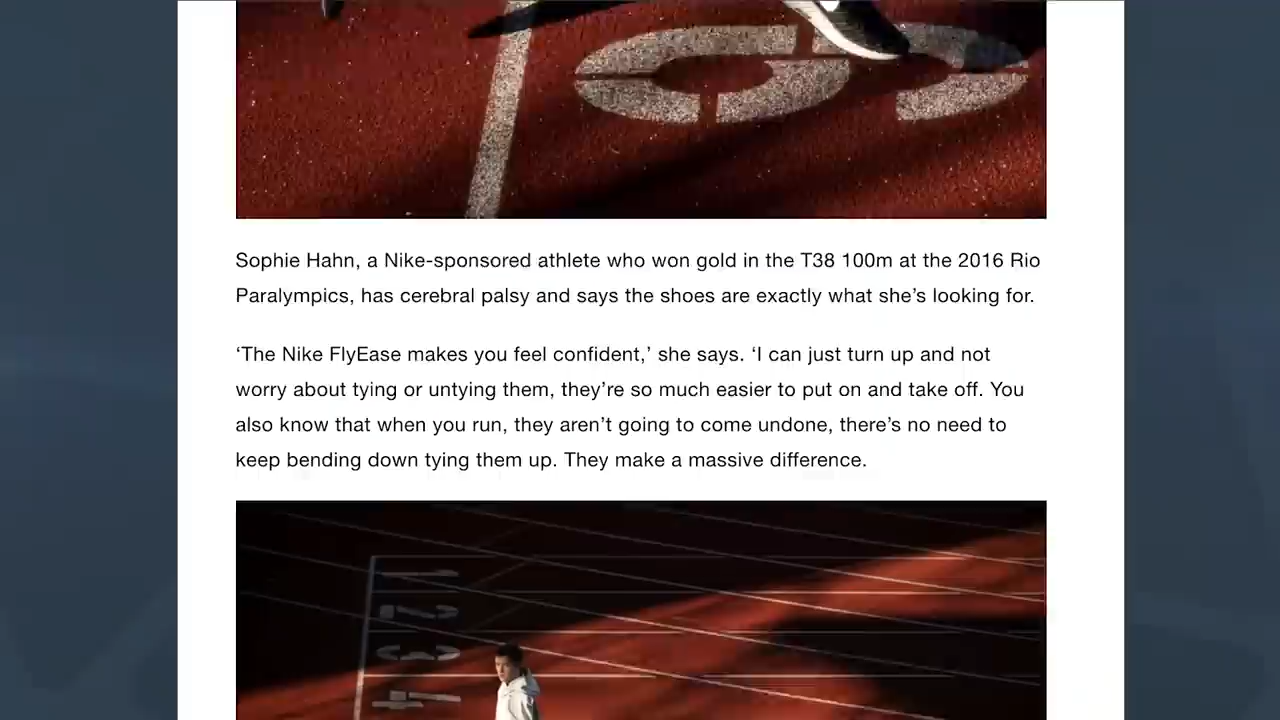 Sophie Hahn, a Nike-sponsored athlete who won gold in the T38 100m at the 2016 Rio
Paralympics, has cerebral palsy and says the shoes are exactly what she’s looking for.
‘The Nike FlyEase makes you feel confident,’ she says. ‘I can just turn up and not
worry about tying or untying them, they’re so much easier to put on and take off. You
also know that when you run, they aren’t going to come undone, there’s no need to
keep bending down tying them up. They make a massive difference.
1
2
3
4